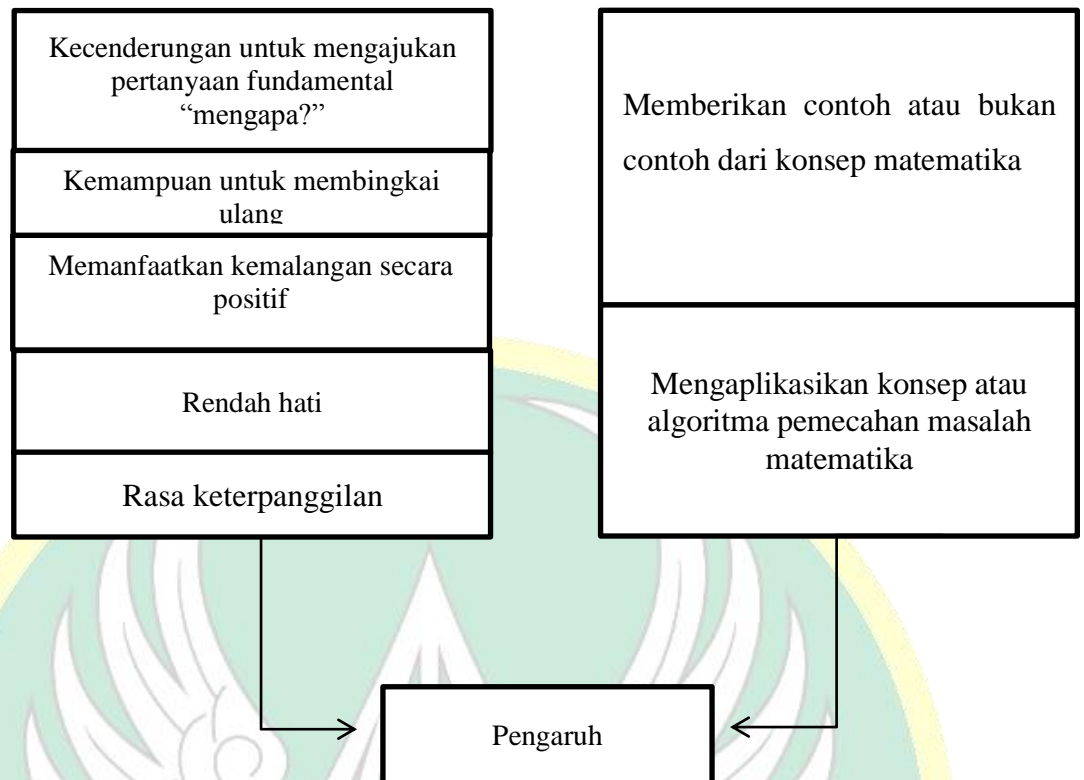 Kecenderungan untuk mengajukan
pertanyaan fundamental
“mengapa?”
Kemampuan untuk membingkai
ulang
Memanfaatkan kemalangan secara
positif
Rendah hati
Rasa keterpanggilan
Memberikan contoh atau bukan
contoh dari konsep matematika
Mengaplikasikan konsep atau
algoritma pemecahan masalah
matematika
Pengaruh